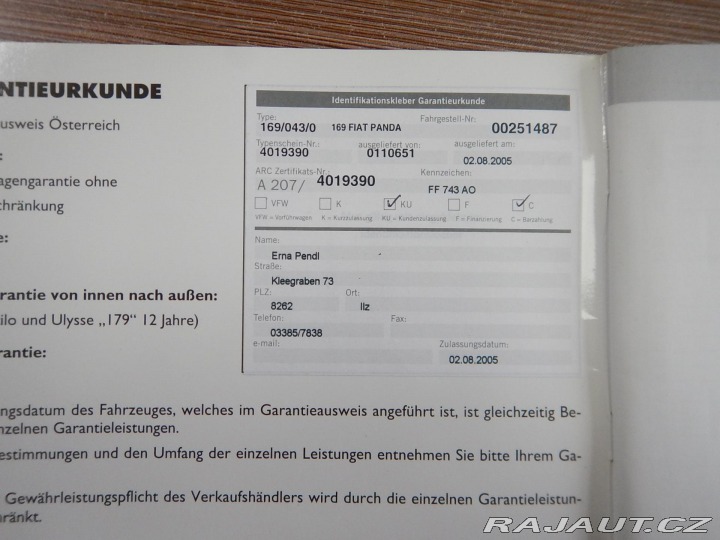 NTIEURKUNDE
usweis Österreich
agengarantie ohne
chränkung
e:
rantie von innen nach außen:
ilo und Ulysse „179“ 12 Jahre)
rantie:
Identifikationskleber Garantieurkunde
Type: Fahrgestell-Nr:
169/043/0 169 FIAT PANDA 00251487
Typenschein-Nr.: ausgeliefert von: ausgeliefert am:
4019390 0110651 02.08.2005
ARC Zertifikats-Nr.: Kennzeichen:
A 207/ 4019390 FF 743 AO
VFW K KU F C
VFW = Vorführwagen K = Kurzzulassung KU = Kundenzulassung F = Finanzierung C = Barzahlung
Name:
Erna Pendl
Straße:
Kleegraben 73
PLZ: Ort:
8262 Ilz
Telefon: Fax:
03385/7838
e-mail: Zulassungsdatum:
02.08.2005
ngsdatum des Fahrzeuges, welches im Garantieausweis angeführt ist, ist gleichzeitig Be-
nzelnen Garantieleistungen.
estimmungen und den Umfang der einzelnen Leistungen entnehmen Sie bitte Ihrem Ga-
Gewährleistungspflicht des Verkaufshändlers wird durch die einzelnen Garantieleistun-
hränkt.
RAJAUT.CZ